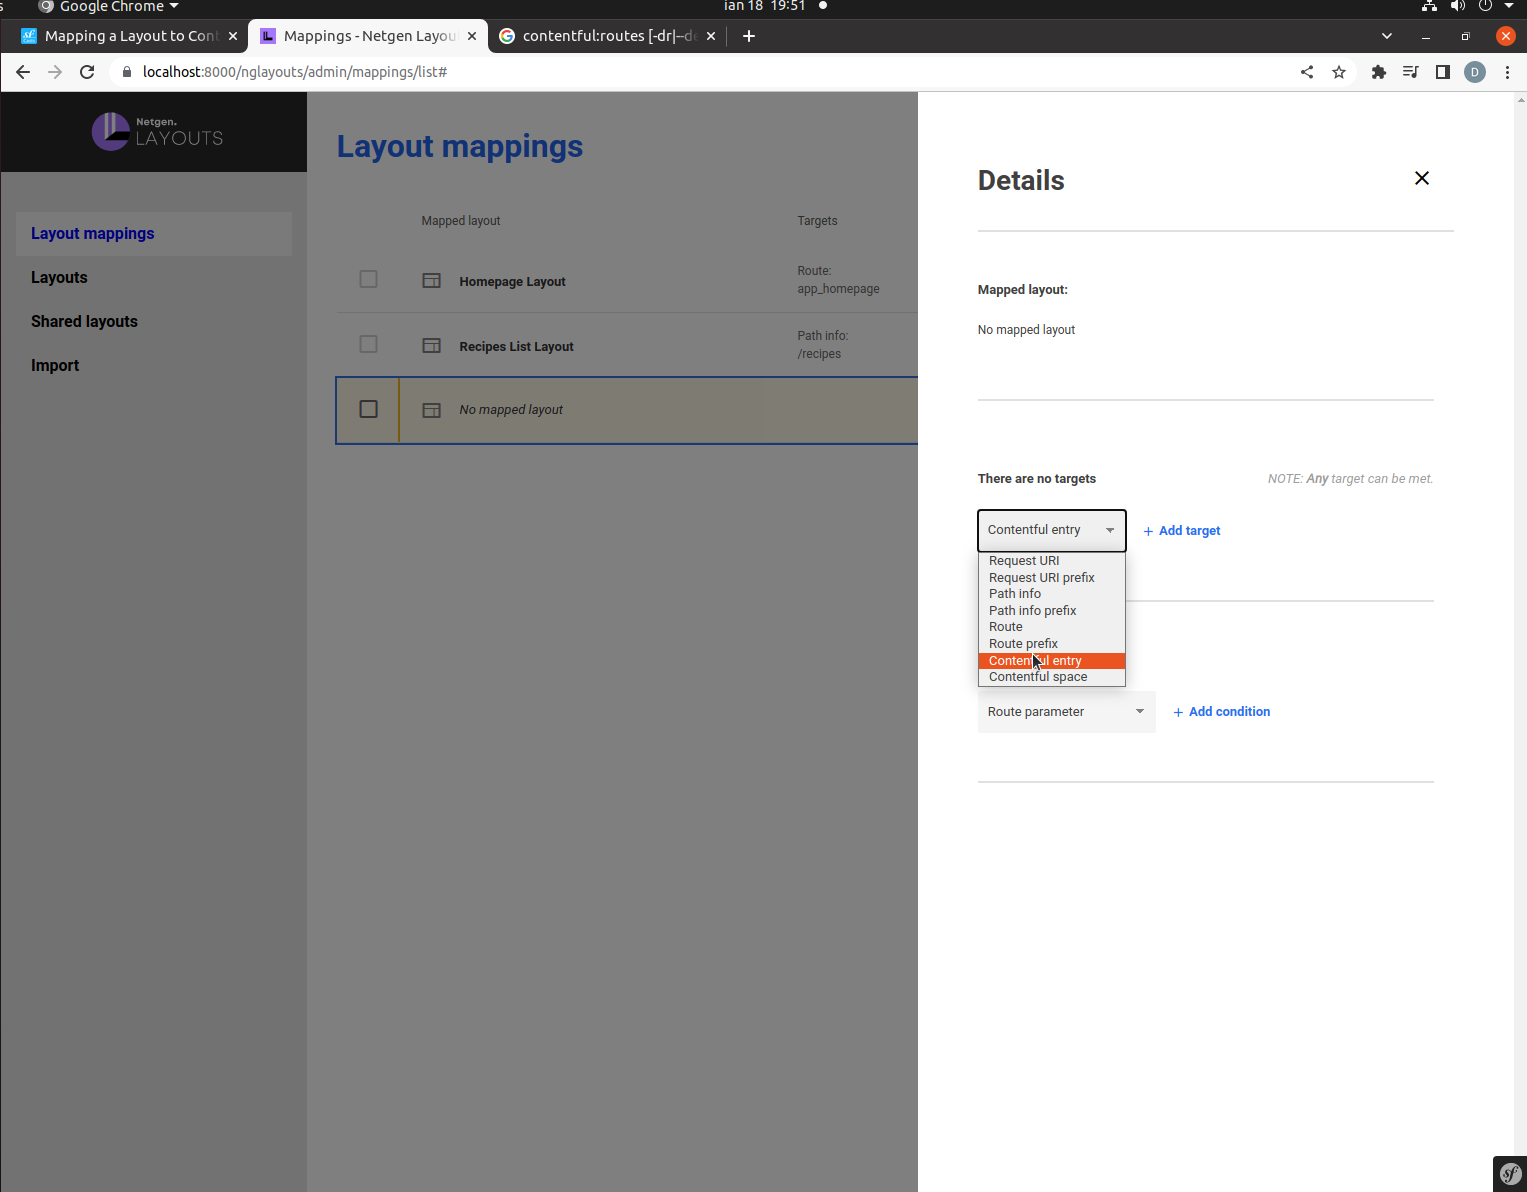 Google Chrome
ian 18 19:51
Mapping a Layout to Cont
Mappings - Netgen Layou
contentful:routes [-dr|--de
localhost:8000/nglayouts/admin/mappings/list#
D
Netgen.
LAYOUTS
Layout mappings
Layouts
Shared layouts
Import
Layout mappings
Mapped layout
Targets
Homepage Layout
Route:
app_homepage
Recipes List Layout
Path info:
/recipes
No mapped layout
Details
Mapped layout:
No mapped layout
There are no targets
NOTE: Any target can be met.
Contentful entry
+ Add target
Request URI
Request URI prefix
Path info
Path info prefix
Route
Route prefix
Contentful entry
Contentful space
Route parameter
+ Add condition
sf